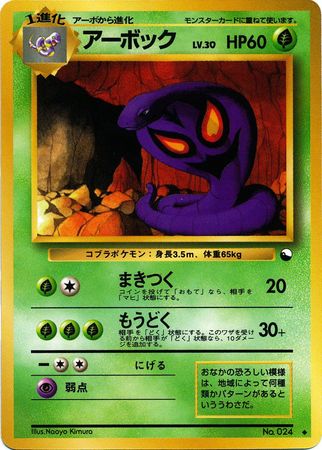 1進化
アーボから進化
モンスターカードに重ねて使います。
アーボック LV.30 HP60
コブラポケモン：身長3.5m、体重65kg
まきつく 20
コインを投げて「おもて」なら、相手を
「マヒ」状態にする。
もうどく 30+
相手を「どく」状態にする。このワザを受け
る前から相手が「どく」状態なら、10ダメー
ジを追加する。
にげる
弱点
おなかの恐ろしい模様
は、地域によって何種
類かパターンがあると
いううわさだ。
Illus.Naoyo Kimura
No.024